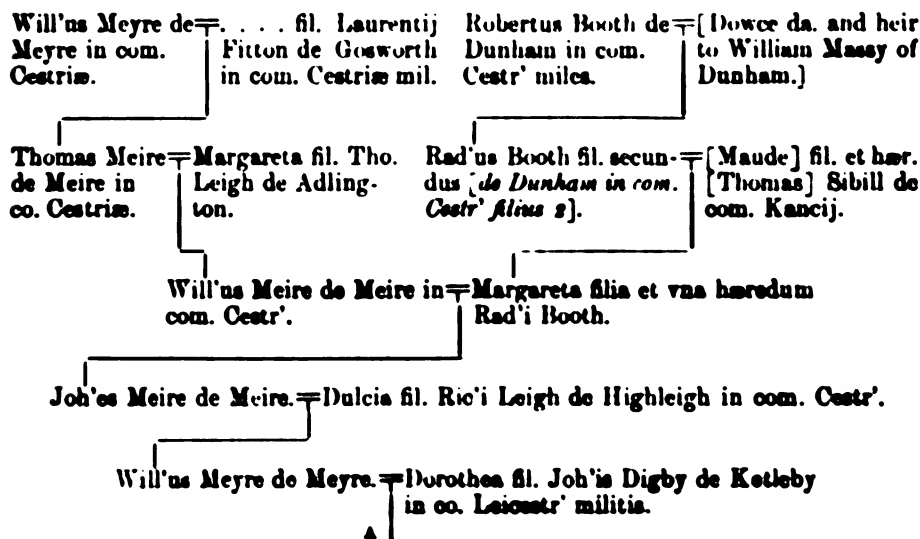 Will'us Meyre de
Meyre in com.
Cestriæ.
. . . . fil. Laurentij
Fitton de Gosworth
in com. Cestriæ mil.
Robertus Booth de
Dunham in com.
Cestr' miles.
[Dowce da. and heir
to William Massy of
Dunham.]
Thomas Meire
de Meire in
co. Cestriæ.
Margareta fil. Tho.
Leigh de Adling-
ton.
Rad'us Booth fil. secun-
dus [de Dunham in com.
Cestr' filius 2].
[Maude] fil. et hær.
[Thomas] Sibill de
com. Kancij.
Will'us Meire de Meire in
com. Cestr'.
Margareta filia et vna hæredum
Rad'i Booth.
Joh'es Meire de Meire.
Dulcia fil. Ric'i Leigh de Highleigh in com. Cestr'.
Will'us Meyre de Meyre.
Dorothea fil. Joh'is Digby de Ketleby
in co. Leicestr' militis.
A